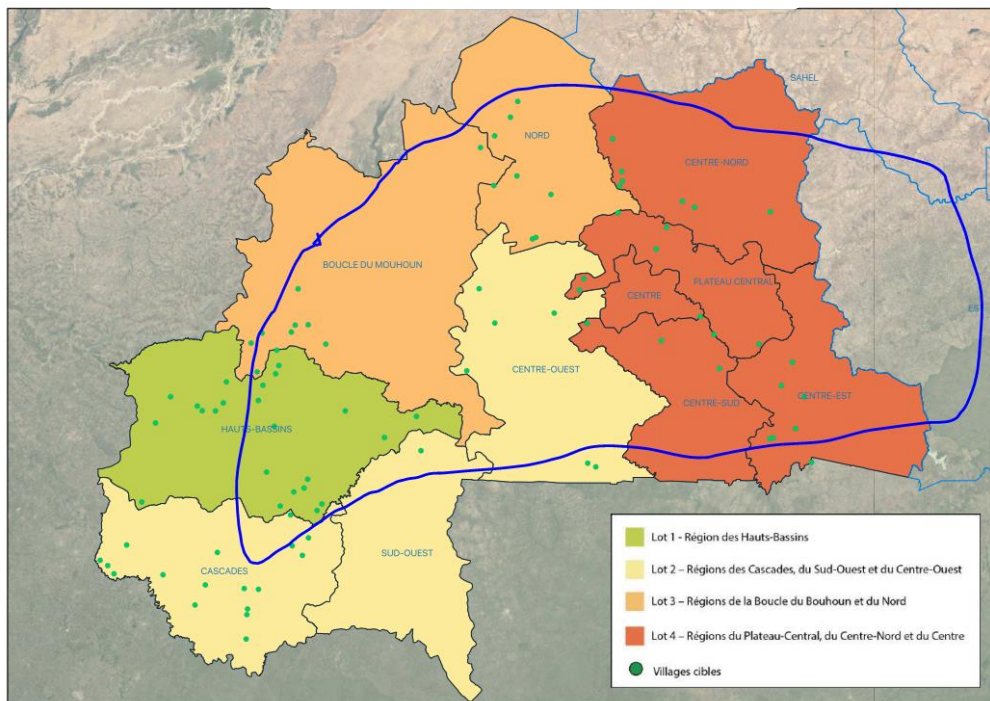 SAHEL
NORD
CENTRE-NORD
BOUCLE DU MOUHOUN
PLATEAU CENTRAL
CENTRE
ES
CENTRE-OUEST
CENTRE-EST
CENTRE-SUD
HAUTS-BASSINS
SUD-OUEST
CASCADES
Lot 1 - Région des Hauts-Bassins
Lot 2 – Régions des Cascades, du Sud-Ouest et du Centre-Ouest
Lot 3 – Régions de la Boucle du Bouhoun et du Nord
Lot 4 – Régions du Plateau-Central, du Centre-Nord et du Centre
Villages cibles